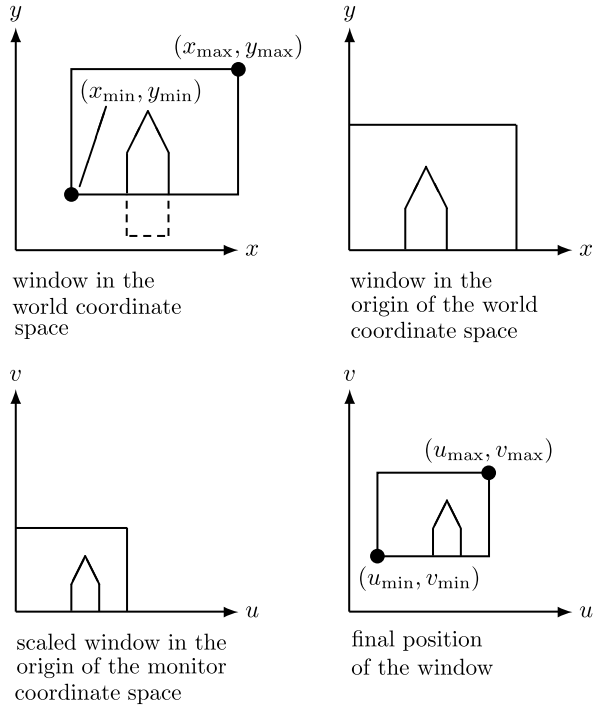 y
(x_max, y_max)
(x_min, y_min)
x
window in the
world coordinate
space
y
x
window in the
origin of the world
coordinate space
v
u
scaled window in the
origin of the monitor
coordinate space
v
(u_max, v_max)
(u_min, v_min)
u
final position
of the window